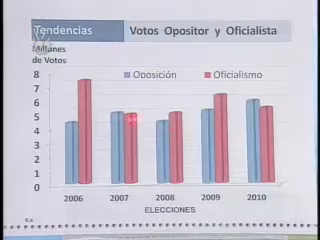 Tendencias
Votos Opositor y Oficialista
Millones
de Votos
Oposición
Oficialismo
8
7
6
5
4
3
2
1
0
2006
2007
2008
2009
2010
ELECCIONES